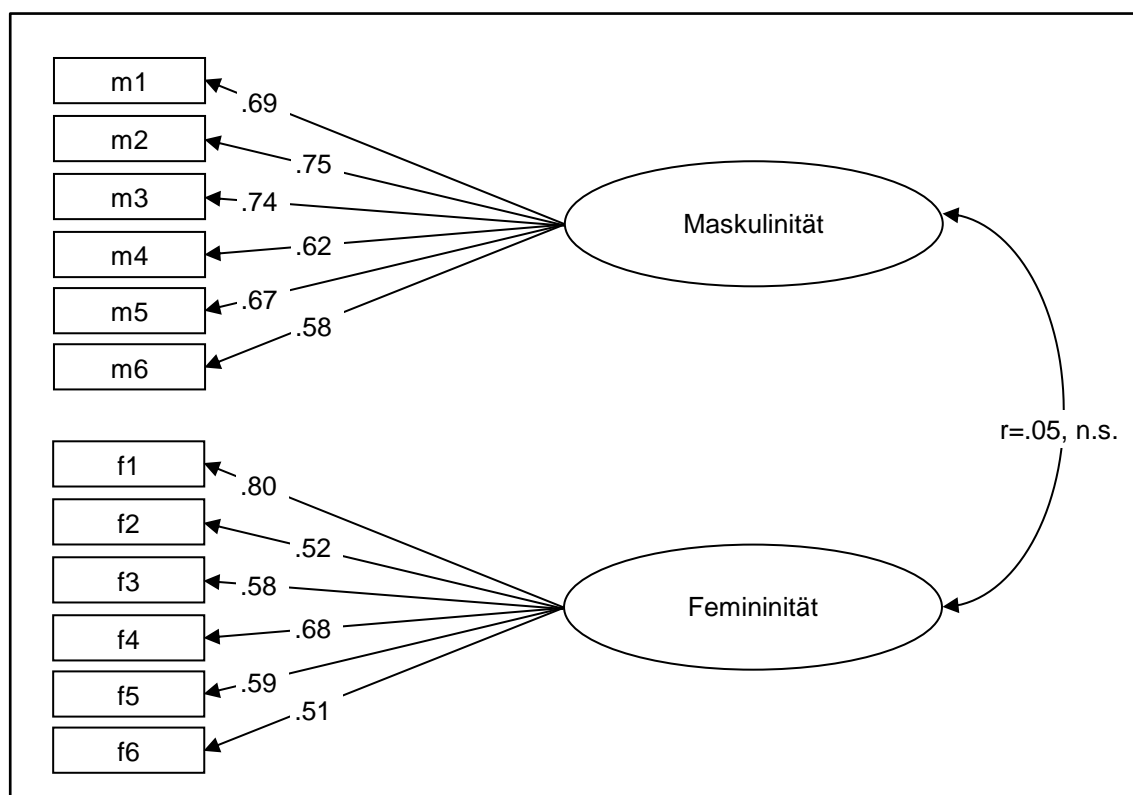 m1
.69
m2
.75
m3
.74
m4
.62
m5
.67
m6
.58
Maskulinität
r=.05, n.s.
f1
.80
f2
.52
f3
.58
f4
.68
f5
.59
f6
.51
Femininität